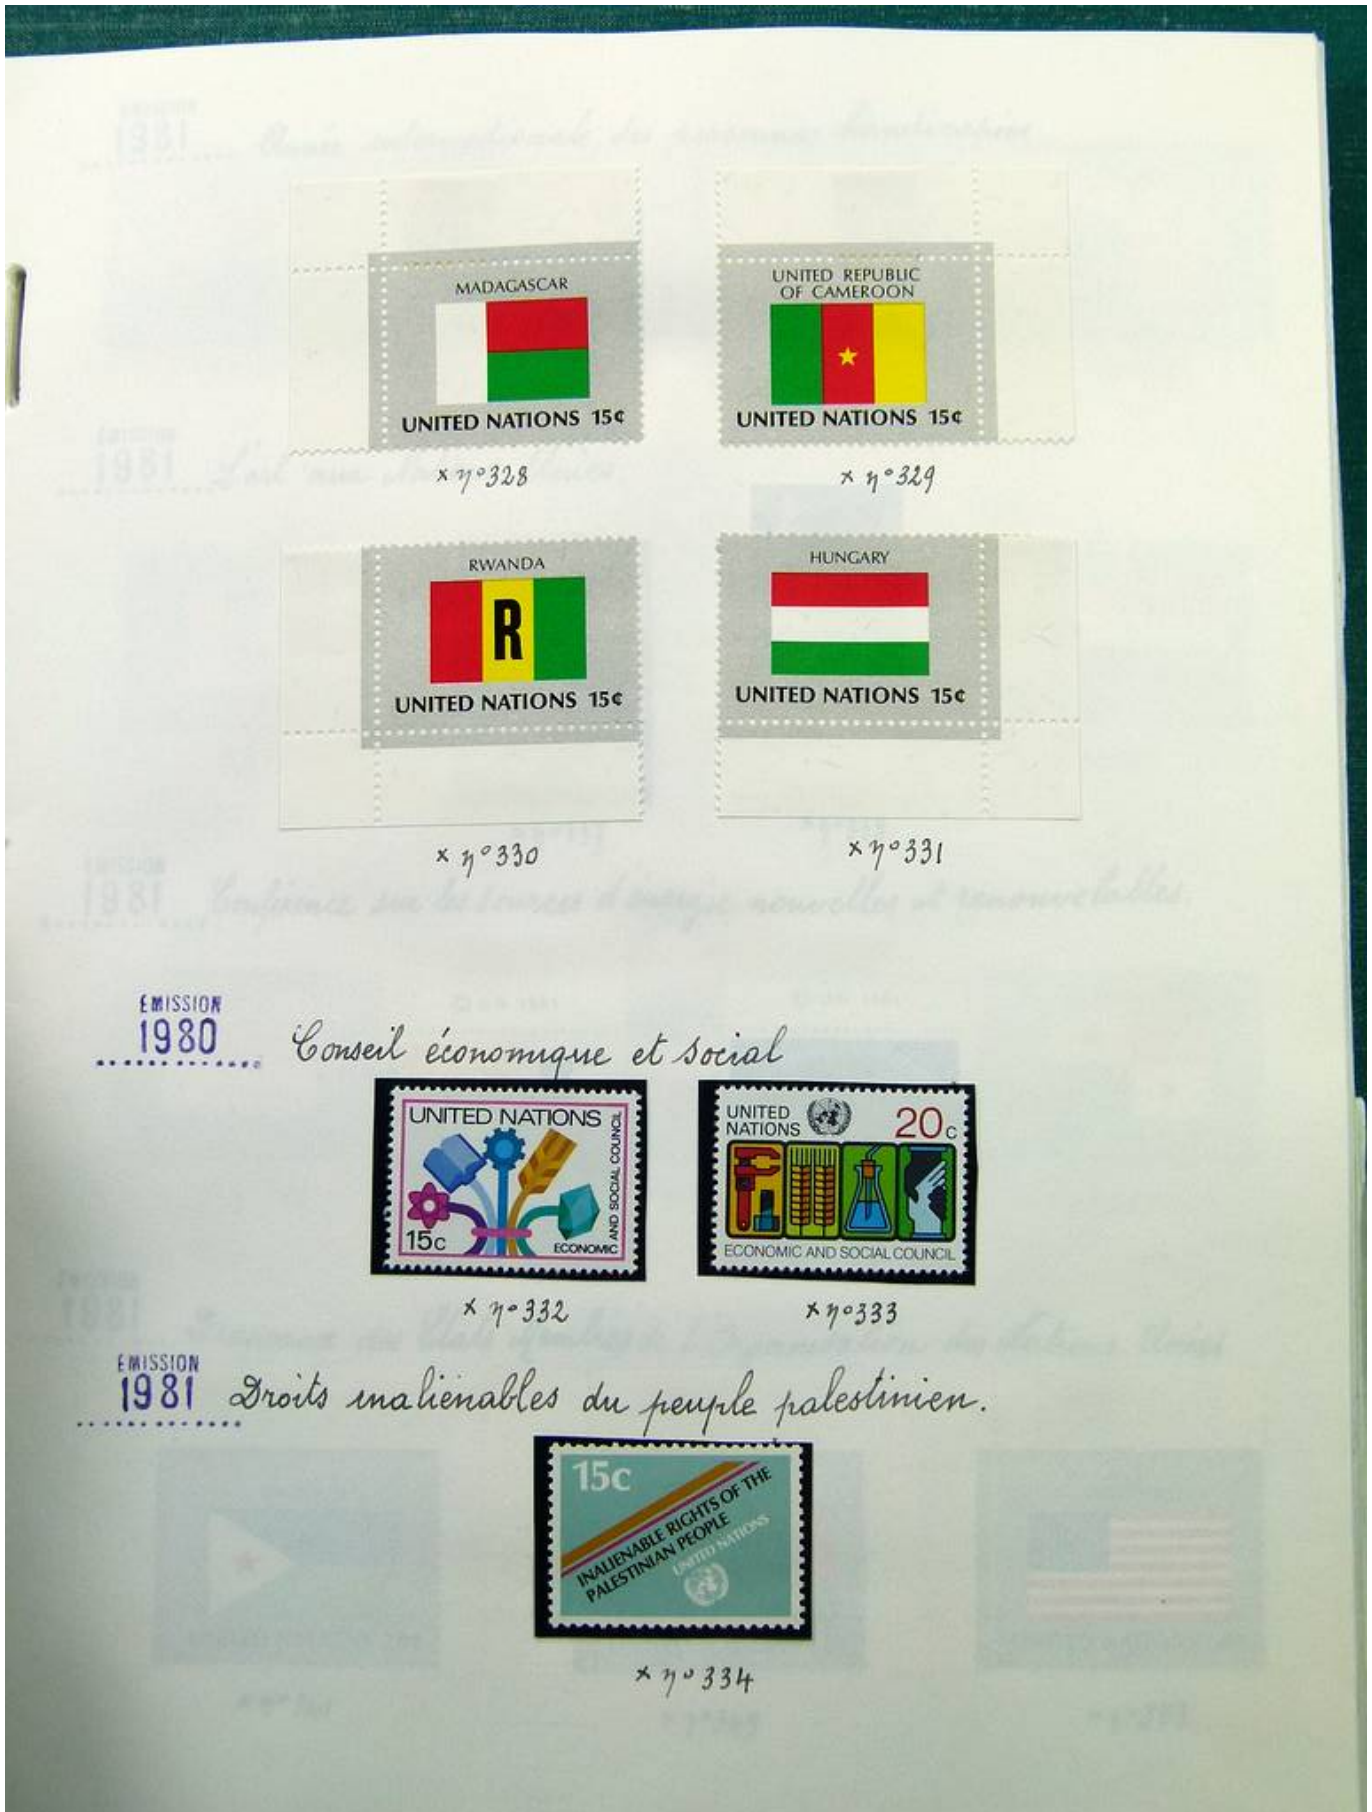 MADAGASCAR
UNITED NATIONS 15¢
x n°328
UNITED REPUBLIC
OF CAMEROON
UNITED NATIONS 15¢
x n°329
RWANDA
R
UNITED NATIONS 15¢
x n°330
HUNGARY
UNITED NATIONS 15¢
x n°331
EMISSION
1980
Conseil économique et social
UNITED NATIONS
15c
ECONOMIC AND SOCIAL COUNCIL
x n°332
UNITED
NATIONS
20c
ECONOMIC AND SOCIAL COUNCIL
x n°333
EMISSION
1981
Droits inaliénables du peuple palestinien.
15c
INALIENABLE RIGHTS OF THE
PALESTINIAN PEOPLE
UNITED NATIONS
x n°334